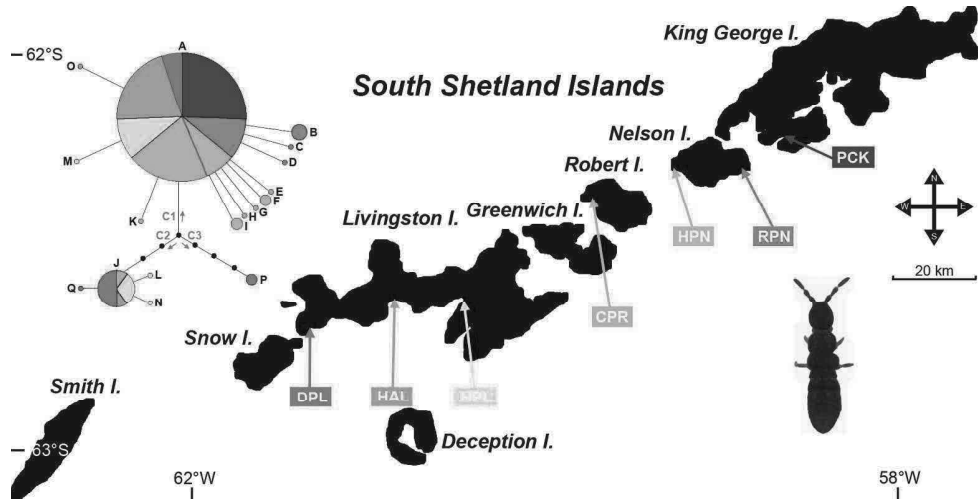 62°S
A
O
B
C
D
M
E
F
G
H
I
K
C1
C2
C3
J
L
Q
N
P
South Shetland Islands
King George I.
Nelson I.
PCK
Robert I.
HPN
RPN
Livingston I.
Greenwich I.
CPR
N
W
E
S
20 km
Snow I.
DPL
HAL
Smith I.
Deception I.
63°S
62°W
58°W